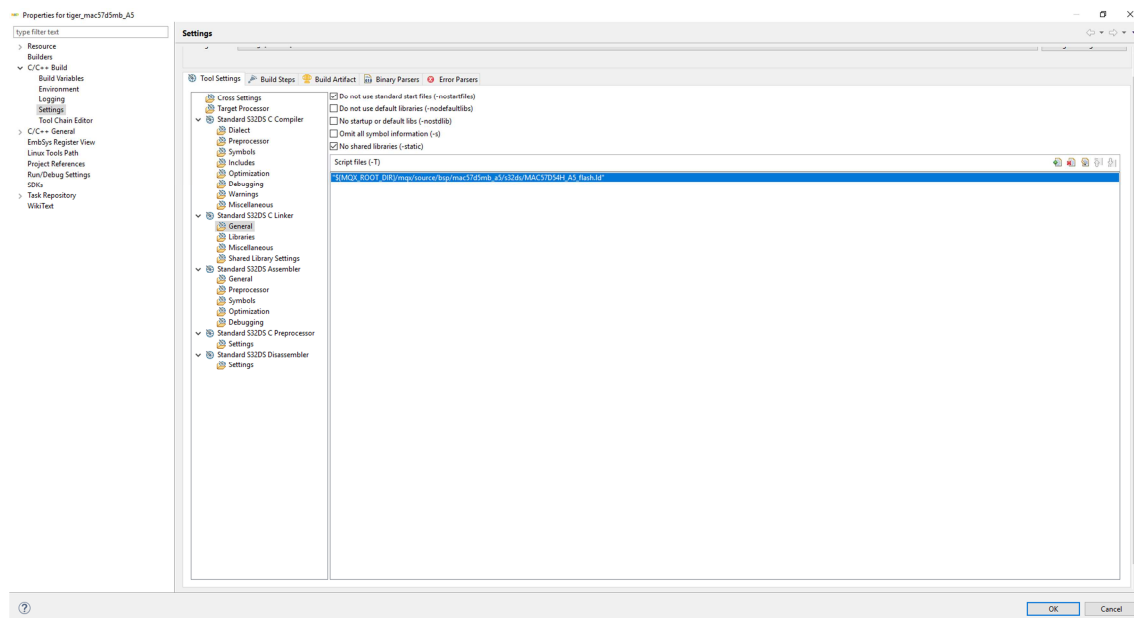 Properties for tiger_mac57d5mb_A5
type filter text
Settings
Resource
Builders
C/C++ Build
Build Variables
Environment
Logging
Settings
Tool Chain Editor
C/C++ General
EmbSys Register View
Linux Tools Path
Project References
Run/Debug Settings
SDKs
Task Repository
WikiText
Tool Settings
Build Steps
Build Artifact
Binary Parsers
Error Parsers
Cross Settings
Target Processor
Standard S32DS C Compiler
Dialect
Preprocessor
Symbols
Includes
Optimization
Debugging
Warnings
Miscellaneous
Standard S32DS C Linker
General
Libraries
Miscellaneous
Shared Library Settings
Standard S32DS Assembler
General
Preprocessor
Symbols
Optimization
Debugging
Standard S32DS C Preprocessor
Settings
Standard S32DS Disassembler
Settings
Do not use standard start files (-nostartfiles)
Do not use default libraries (-nodefaultlibs)
No startup or default libs (-nostdlib)
Omit all symbol information (-s)
No shared libraries (-static)
Script files (-T)
"${MQX_ROOT_DIR}/mqx/source/bsp/mac57d5mb_a5/s32ds/MAC57D54H_A5_flash.ld"
OK
Cancel